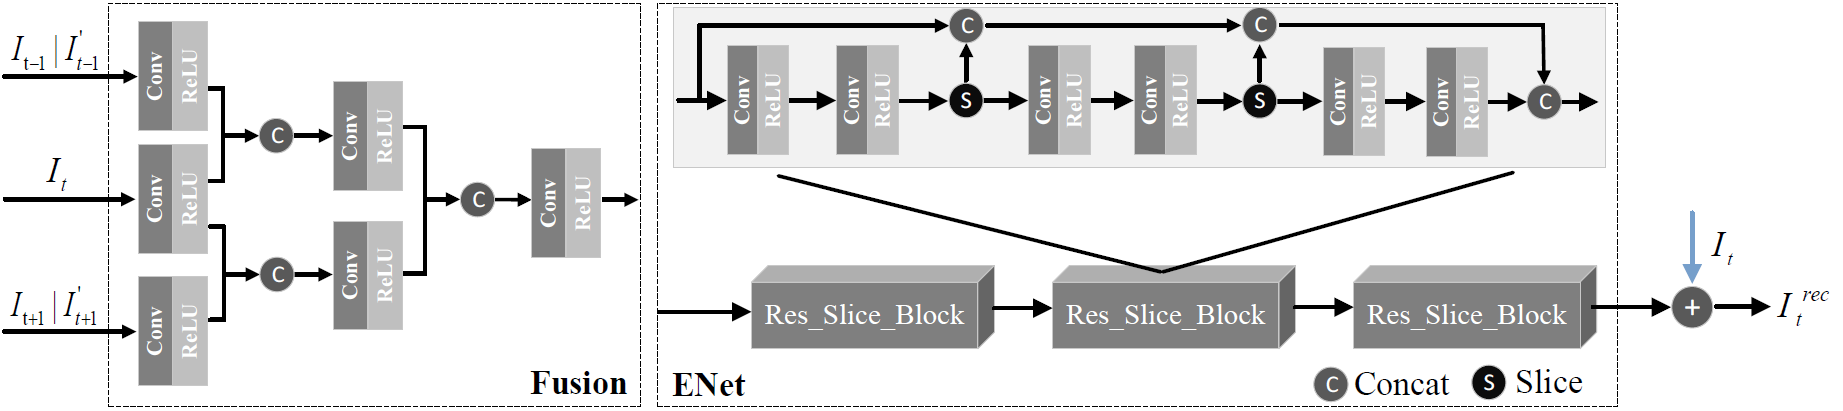 I_{t-1} | I'_{t-1}
I_t
I_{t+1} | I'_{t+1}
Conv ReLU
Conv ReLU
Conv ReLU
C
C
Conv ReLU
Conv ReLU
C
Conv ReLU
Fusion
C
C
Conv ReLU
Conv ReLU
S
Conv ReLU
Conv ReLU
S
Conv ReLU
Conv ReLU
C
Res_Slice_Block
Res_Slice_Block
Res_Slice_Block
I_t
+
I_t^{rec}
ENet
C Concat
S Slice